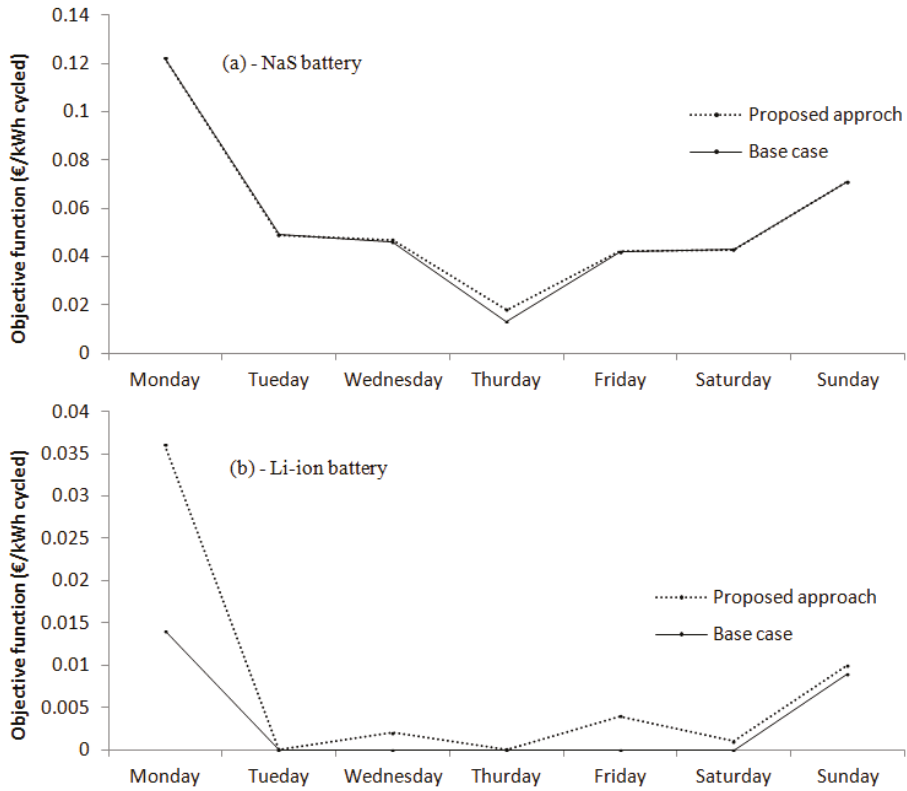 Objective function (€/kWh cycled)
0.14
0.12
0.1
0.08
0.06
0.04
0.02
0
(a) - NaS battery
Proposed approch
Base case
Monday Tueday Wednesday Thurday Friday Saturday Sunday
Objective function (€/kWh cycled)
0.04
0.035
0.03
0.025
0.02
0.015
0.01
0.005
0
(b) - Li-ion battery
Proposed approach
Base case
Monday Tueday Wednesday Thurday Friday Saturday Sunday